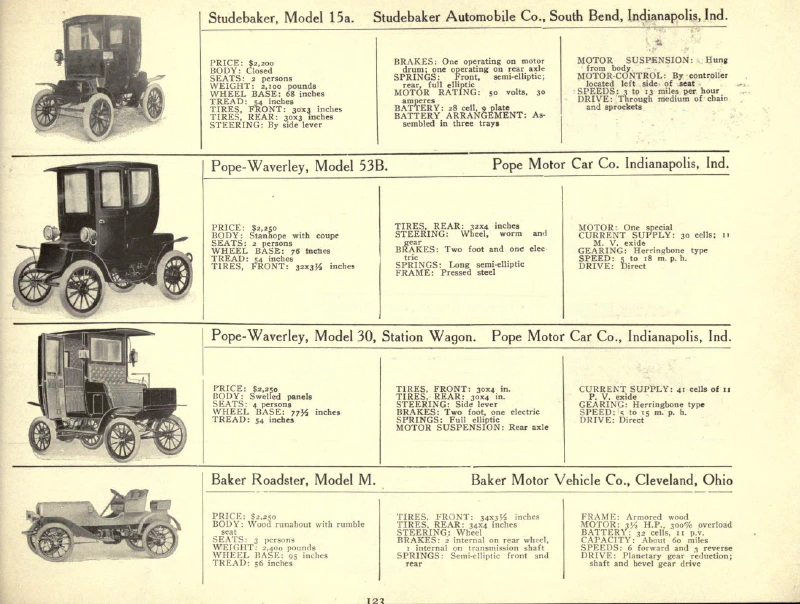 Studebaker, Model 15a. Studebaker Automobile Co., South Bend, Indianapolis, Ind.
PRICE: $2,200
BODY: Closed
SEATS: 2 persons
WEIGHT: 2,100 pounds
WHEEL BASE: 68 inches
TREAD: 54 inches
TIRES, FRONT: 30x3 inches
TIRES, REAR: 30x3 inches
STEERING: By side lever
BRAKES: One operating on motor
drum; one operating on rear axle
SPRINGS: Front, semi-elliptic;
rear, full elliptic
MOTOR RATING: 50 volts, 30
amperes
BATTERY: 28 cell, 9 plate
BATTERY ARRANGEMENT: As-
sembled in three trays
MOTOR SUSPENSION: Hung
from body
MOTOR-CONTROL: By controller
located left side of seat
SPEEDS: 3 to 13 miles per hour
DRIVE: Through medium of chain
and sprockets
Pope-Waverley, Model 53B. Pope Motor Car Co. Indianapolis, Ind.
PRICE: $2,250
BODY: Stanhope with coupe
SEATS: 2 persons
WHEEL BASE: 76 inches
TREAD: 54 inches
TIRES, FRONT: 32x3½ inches
TIRES, REAR: 32x4 inches
STEERING: Wheel, worm and
gear
BRAKES: Two foot and one elec-
tric
SPRINGS: Long semi-elliptic
FRAME: Pressed steel
MOTOR: One special
CURRENT SUPPLY: 30 cells; 11
M. V. exide
GEARING: Herringbone type
SPEED: 5 to 18 m. p. h.
DRIVE: Direct
Pope-Waverley, Model 30, Station Wagon. Pope Motor Car Co., Indianapolis, Ind.
PRICE: $2,250
BODY: Swelled panels
SEATS: 4 persons
WHEEL BASE: 77½ inches
TREAD: 54 inches
TIRES, FRONT: 30x4 in.
TIRES, REAR: 30x4 in.
STEERING: Side lever
BRAKES: Two foot, one electric
SPRINGS: Full elliptic
MOTOR SUSPENSION: Rear axle
CURRENT SUPPLY: 42 cells of 11
P. V. exide
GEARING: Herringbone type
SPEED: 5 to 15 m. p. h.
DRIVE: Direct
Baker Roadster, Model M. Baker Motor Vehicle Co., Cleveland, Ohio
PRICE: $2,250
BODY: Wood runabout with rumble
seat
SEATS: 3 persons
WEIGHT: 2,400 pounds
WHEEL BASE: 95 inches
TREAD: 56 inches
TIRES, FRONT: 34x3½ inches
TIRES, REAR: 34x4 inches
STEERING: Wheel
BRAKES: 2 internal on rear wheel,
1 internal on transmission shaft
SPRINGS: Semi-elliptic front and
rear
FRAME: Armored wood
MOTOR: 3½ H.P., 300% overload
BATTERY: 32 cells, 11 p.v.
CAPACITY: About 60 miles
SPEEDS: 6 forward and 3 reverse
DRIVE: Planetary gear reduction;
shaft and bevel gear drive
123